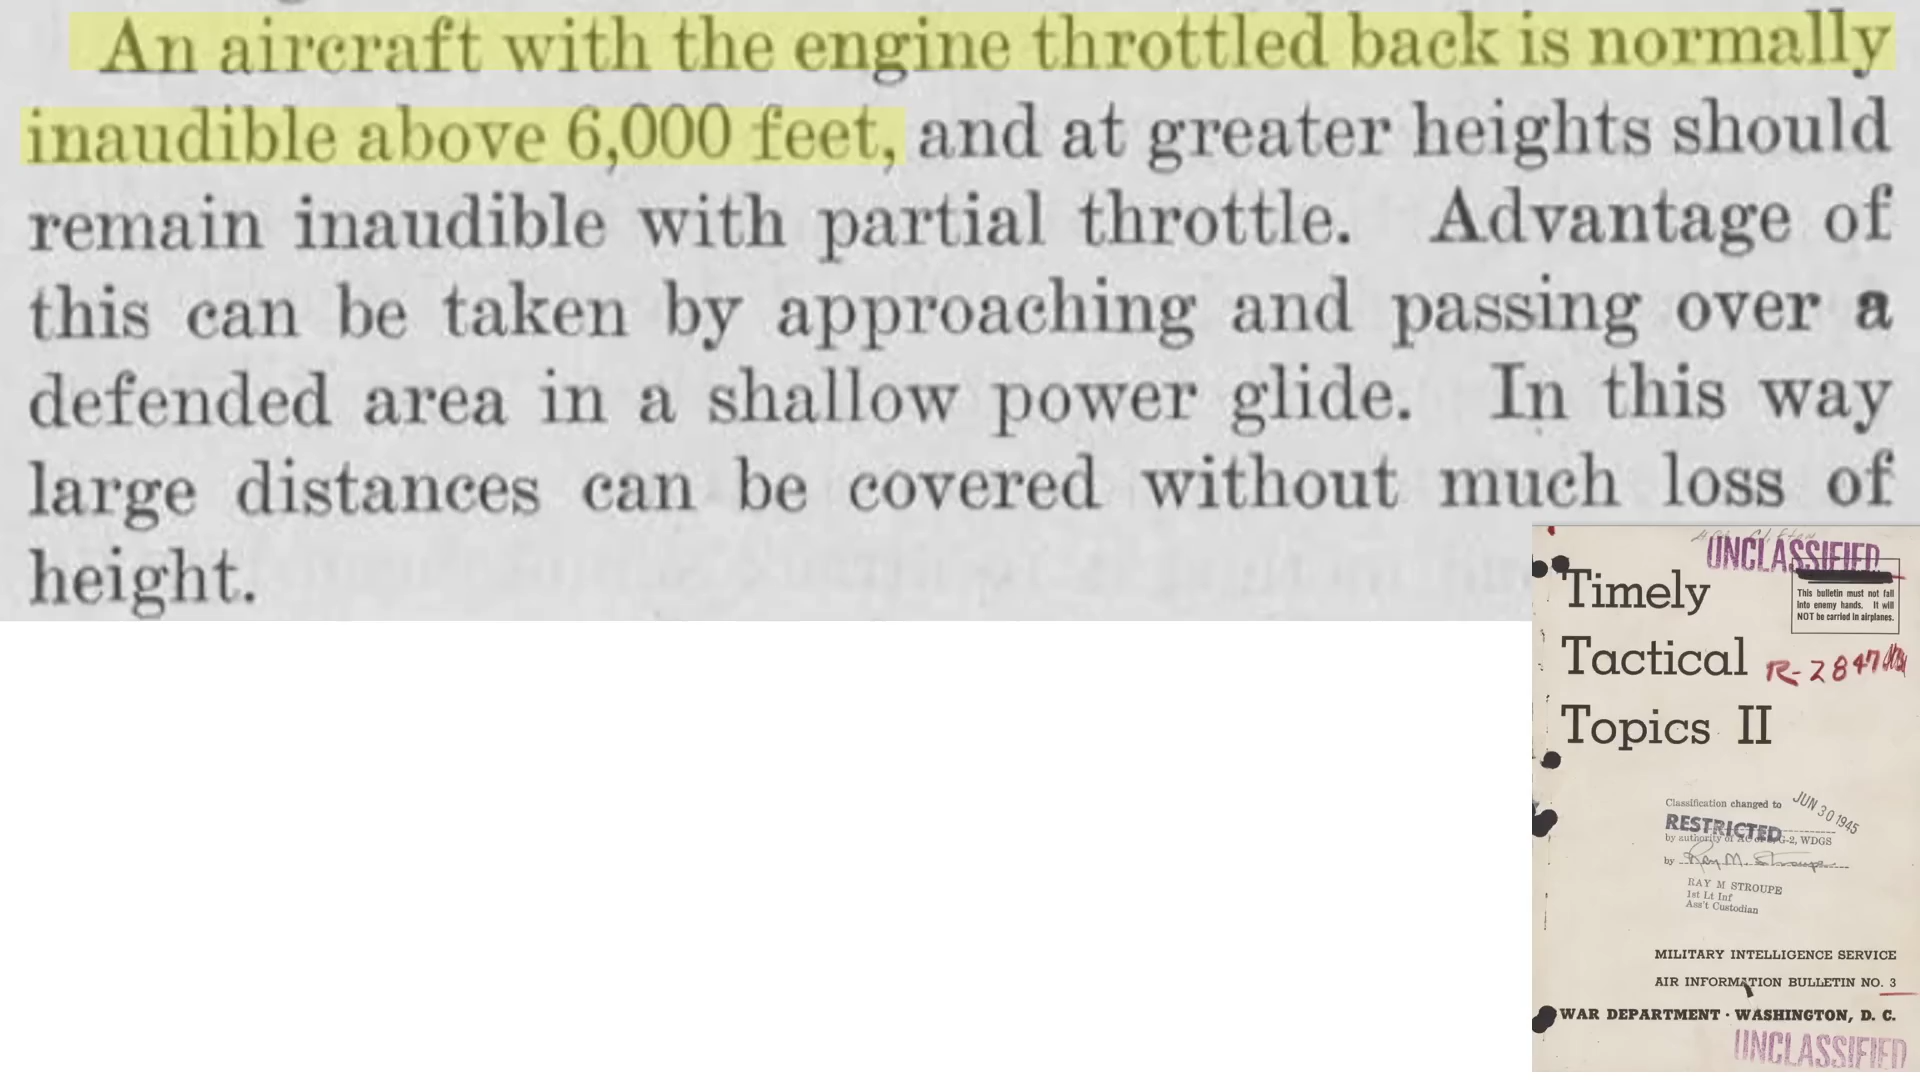 An aircraft with the engine throttled back is normally
inaudible above 6,000 feet, and at greater heights should
remain inaudible with partial throttle. Advantage of
this can be taken by approaching and passing over a
defended area in a shallow power glide. In this way
large distances can be covered without much loss of
height.
UNCLASSIFIED
This bulletin must not fall
into enemy hands. It will
NOT be carried in airplanes.
Timely
Tactical
R-2847
Topics II
Classification changed to
JUN 30 1945
RESTRICTED
by authority of AC of G-2, WDGS
by Ray M. Stroupe
RAY M STROUPE
1st Lt Inf
Ass't Custodian
MILITARY INTELLIGENCE SERVICE
AIR INFORMATION BULLETIN NO. 3
WAR DEPARTMENT · WASHINGTON, D. C.
UNCLASSIFIED